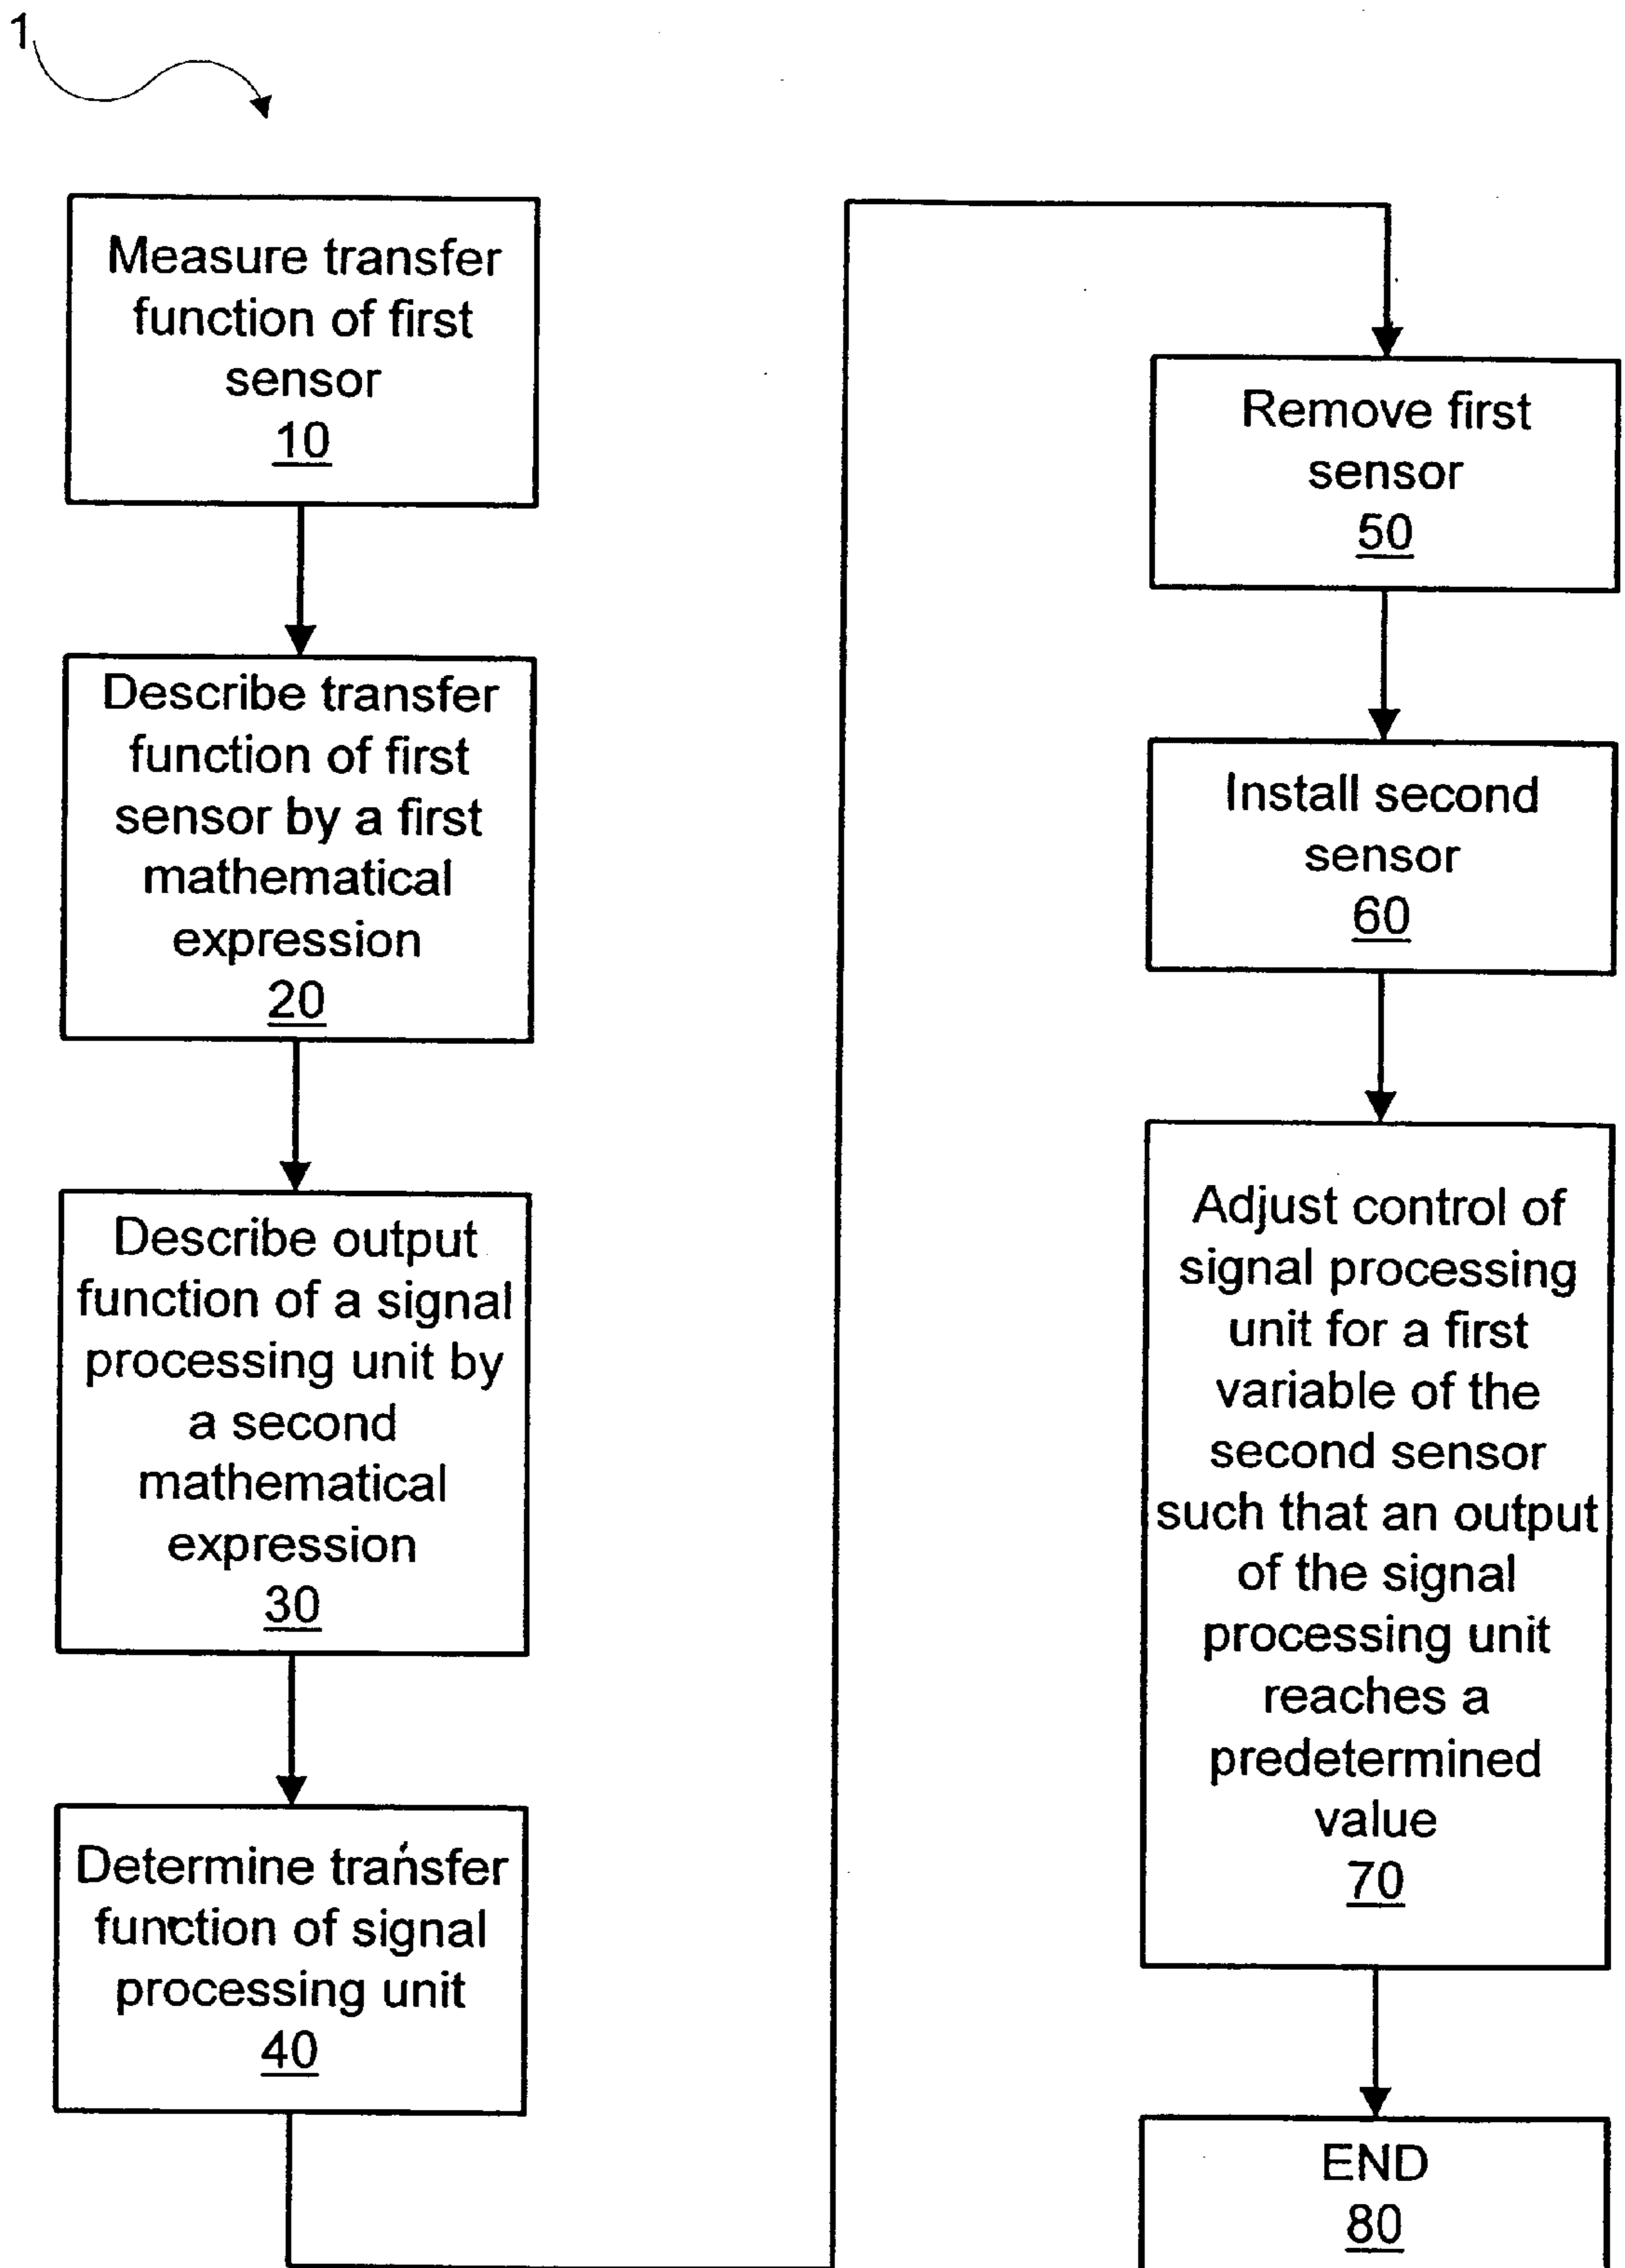 1
Measure transfer
function of first
sensor
10
Describe transfer
function of first
sensor by a first
mathematical
expression
20
Describe output
function of a signal
processing unit by
a second
mathematical
expression
30
Determine transfer
function of signal
processing unit
40
Remove first
sensor
50
Install second
sensor
60
Adjust control of
signal processing
unit for a first
variable of the
second sensor
such that an output
of the signal
processing unit
reaches a
predetermined
value
70
END
80